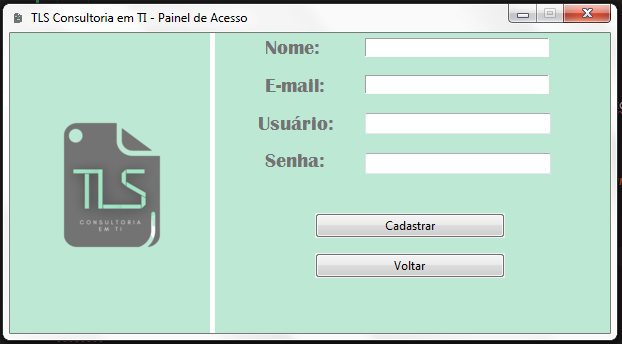 TLS Consultoria em TI - Painel de Acesso
Nome:
E-mail:
Usuário:
Senha:
TLS
CONSULTORIA
EM TI
Cadastrar
Voltar